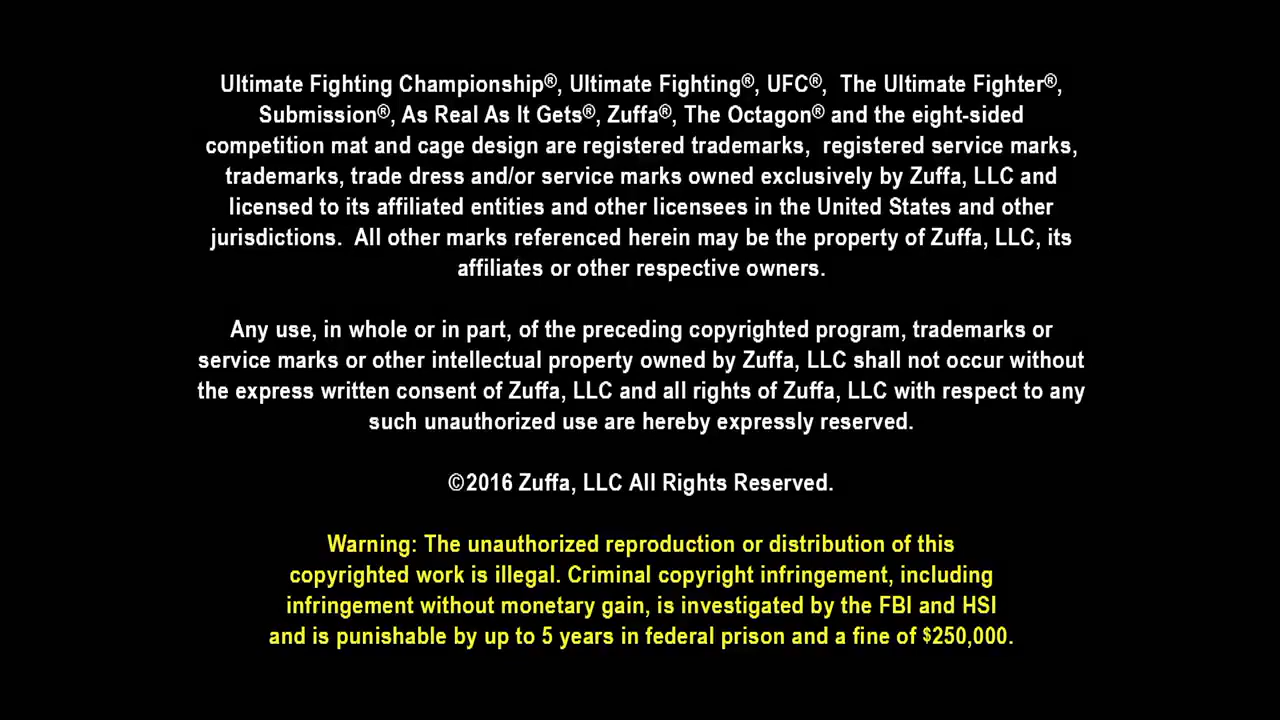 Ultimate Fighting Championship®, Ultimate Fighting®, UFC®,  The Ultimate Fighter®,
Submission®, As Real As It Gets®, Zuffa®, The Octagon® and the eight-sided
competition mat and cage design are registered trademarks,  registered service marks,
trademarks, trade dress and/or service marks owned exclusively by Zuffa, LLC and
licensed to its affiliated entities and other licensees in the United States and other
jurisdictions.  All other marks referenced herein may be the property of Zuffa, LLC, its
affiliates or other respective owners.
Any use, in whole or in part, of the preceding copyrighted program, trademarks or
service marks or other intellectual property owned by Zuffa, LLC shall not occur without
the express written consent of Zuffa, LLC and all rights of Zuffa, LLC with respect to any
such unauthorized use are hereby expressly reserved.
©2016 Zuffa, LLC All Rights Reserved.
Warning: The unauthorized reproduction or distribution of this
copyrighted work is illegal. Criminal copyright infringement, including
infringement without monetary gain, is investigated by the FBI and HSI
and is punishable by up to 5 years in federal prison and a fine of $250,000.